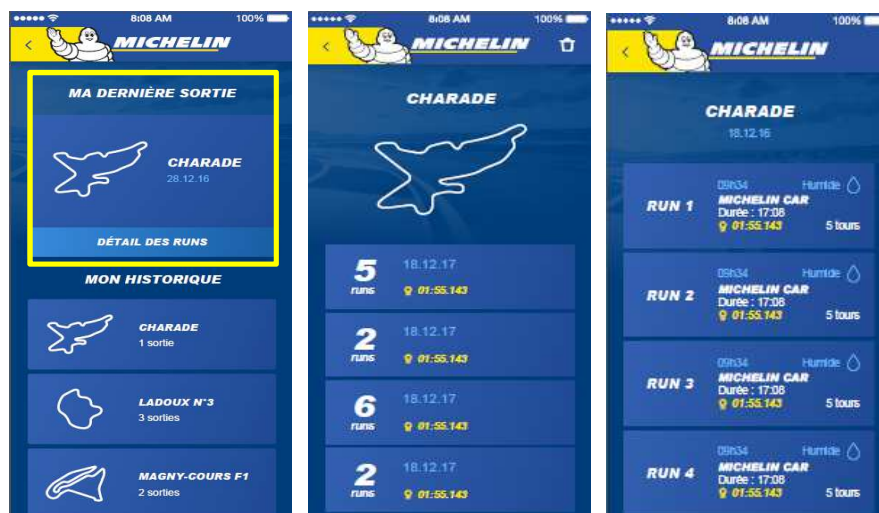 8:08 AM 100%
MICHELIN
MA DERNIÈRE SORTIE
CHARADE
28.12.16
DÉTAIL DES RUNS
MON HISTORIQUE
CHARADE
1 sortie
LADOUX N°3
3 sorties
MAGNY-COURS F1
2 sorties
8:08 AM 100%
MICHELIN
CHARADE
5 runs
18.12.17
01:55.143
2 runs
18.12.17
01:55.143
6 runs
18.12.17
01:55.143
2 runs
18.12.17
01:55.143
8:08 AM 100%
MICHELIN
CHARADE
18.12.16
09h34 Humide
RUN 1
MICHELIN CAR
Durée : 17:08
01:55.143 5 tours
09h34 Humide
RUN 2
MICHELIN CAR
Durée : 17:08
01:55.143 5 tours
09h34 Humide
RUN 3
MICHELIN CAR
Durée : 17:08
01:55.143 5 tours
09h34 Humide
RUN 4
MICHELIN CAR
Durée : 17:08
01:55.143 5 tours